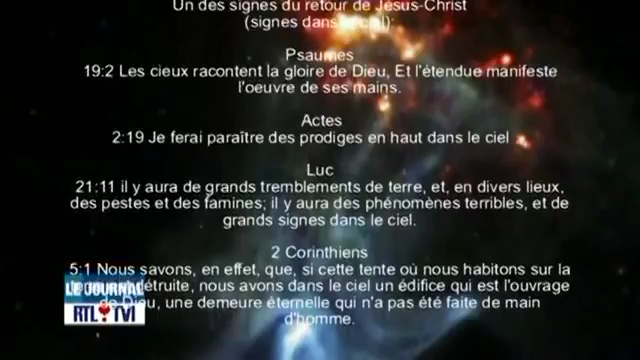 Un des signes du retour de Jésus-Christ
(signes dans le ciel):
Psaumes
19:2 Les cieux racontent la gloire de Dieu, Et l'étendue manifeste
l'oeuvre de ses mains.
Actes
2:19 Je ferai paraître des prodiges en haut dans le ciel
Luc
21:11 il y aura de grands tremblements de terre, et, en divers lieux,
des pestes et des famines; il y aura des phénomènes terribles, et de
grands signes dans le ciel.
2 Corinthiens
5:1 Nous savons, en effet, que, si cette tente où nous habitons sur la
détruite, nous avons dans le ciel un édifice qui est l'ouvrage
de Dieu, une demeure éternelle qui n'a pas été faite de main
d'homme.
LE JOURNAL
RTL TVI